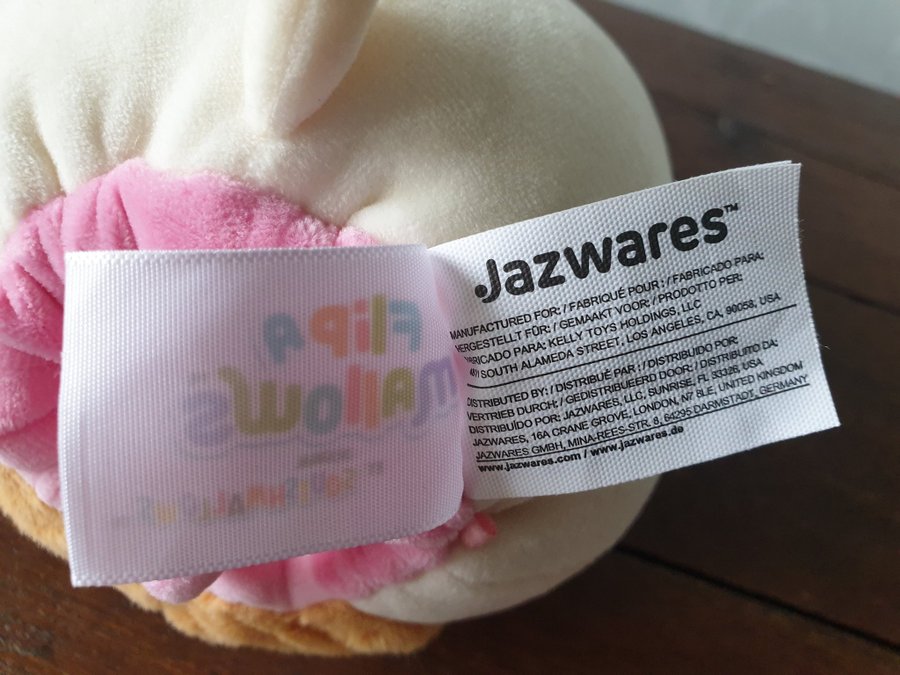 FLIP A
MALLOWS
SQUISHMALLOWS™
Jazwares™
MANUFACTURED FOR: / FABRIQUÉ POUR : / FABRICADO PARA:
HERGESTELLT FÜR: / GEMAAKT VOOR: / PRODOTTO PER:
FABRICADO PARA: KELLY TOYS HOLDINGS, LLC
4811 SOUTH ALAMEDA STREET, LOS ANGELES, CA, 90058, USA
DISTRIBUTED BY: / DISTRIBUÉ PAR : / DISTRIBUIDO POR:
VERTRIEB DURCH: / GEDISTRIBUEERD DOOR: / DISTRIBUITO DA:
DISTRIBUÍDO POR: JAZWARES, LLC, SUNRISE, FL 33326, USA
JAZWARES, 16A CRANE GROVE, LONDON, N7 8LE, UNITED KINGDOM
JAZWARES GMBH, MINA-REES-STR. 8, 64295 DARMSTADT, GERMANY
www.jazwares.com / www.jazwares.de